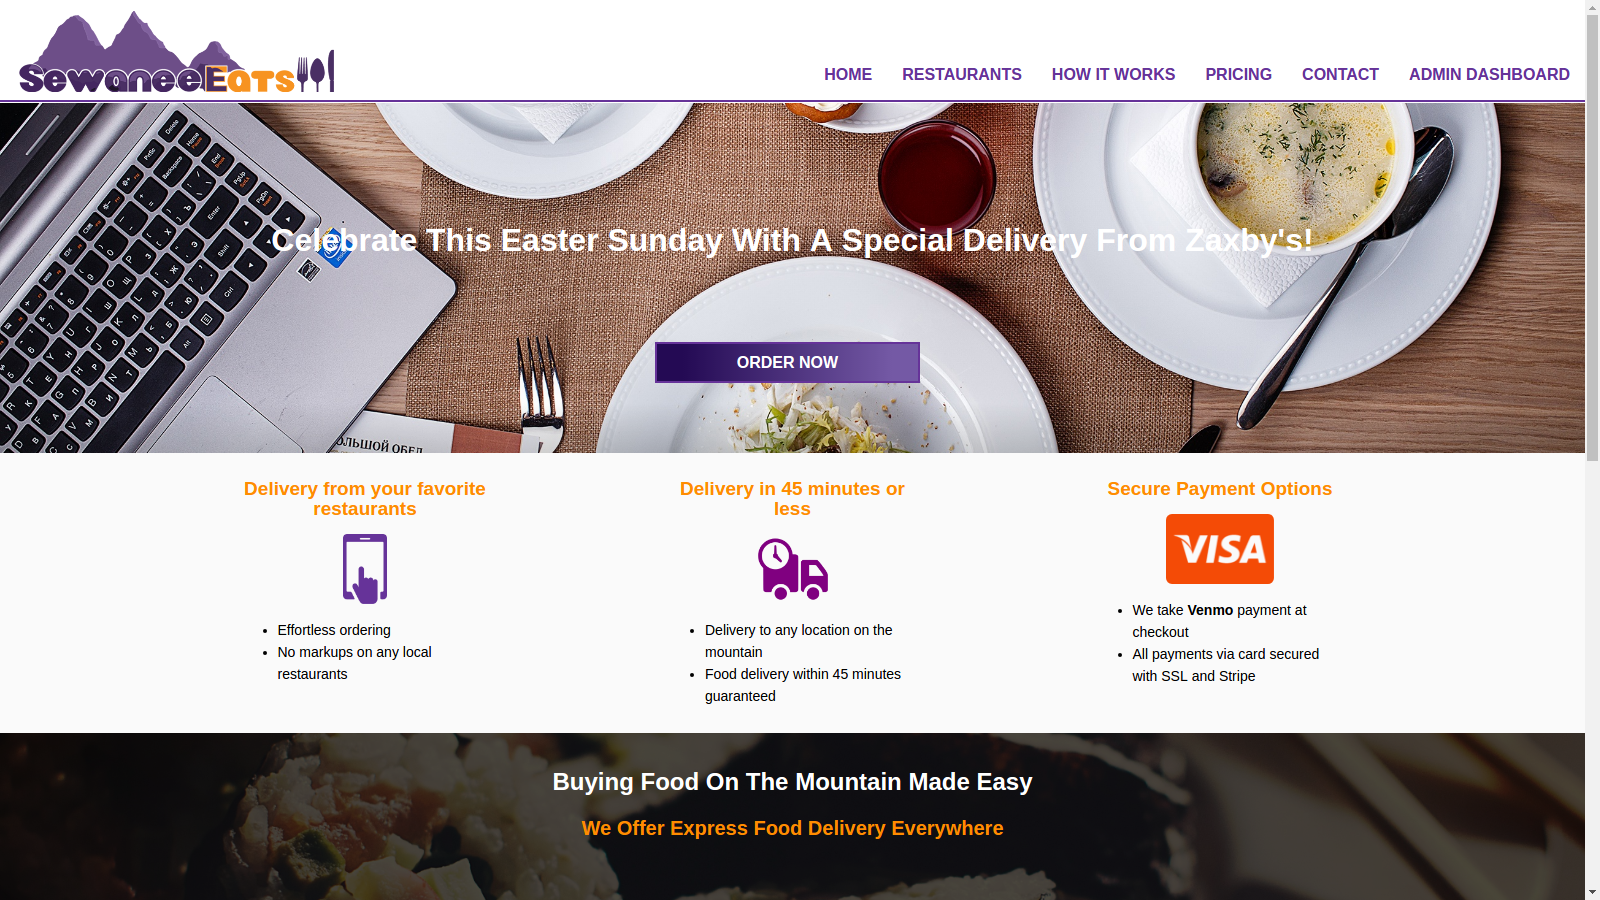 SewaneeEats
HOME RESTAURANTS HOW IT WORKS PRICING CONTACT ADMIN DASHBOARD
Celebrate This Easter Sunday With A Special Delivery From Zaxby's!
ORDER NOW
Delivery from your favorite
restaurants
Effortless ordering
No markups on any local
restaurants
Delivery in 45 minutes or
less
Delivery to any location on the
mountain
Food delivery within 45 minutes
guaranteed
Secure Payment Options
VISA
We take Venmo payment at
checkout
All payments via card secured
with SSL and Stripe
Buying Food On The Mountain Made Easy
We Offer Express Food Delivery Everywhere